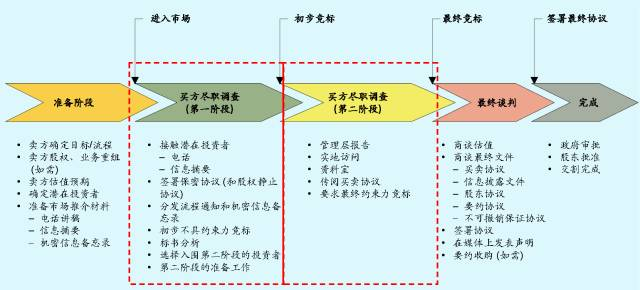 进入市场
初步竞标
最终竞标
签署最终协议
准备阶段
买方尽职调查
(第一阶段)
买方尽职调查
(第二阶段)
最终谈判
完成
• 卖方确定目标/流程
• 卖方股权、业务重组
(如需)
• 卖方估值预期
• 确定潜在投资者
• 准备市场推介材料
– 电话讲稿
– 信息摘要
– 机密信息备忘录
• 接触潜在投资者
– 电话
– 信息摘要
• 签署保密协议 (和股权静止
协议)
• 分发流程通知和机密信息备
忘录
• 初步不具约束力竞标
• 标书分析
• 选择入围第二阶段的投资者
• 第二阶段的准备工作
• 管理层报告
• 实地访问
• 资料室
• 传阅买卖协议
• 要求最终约束力竞标
• 商谈估值
• 商谈最终文件
– 买卖协议
– 信息披露文件
– 股东协议
– 要约协议
– 不可撤销保证协议
• 签署协议
• 在媒体上发表声明
• 要约收购 (如需)
• 政府审批
• 股东批准
• 交割完成